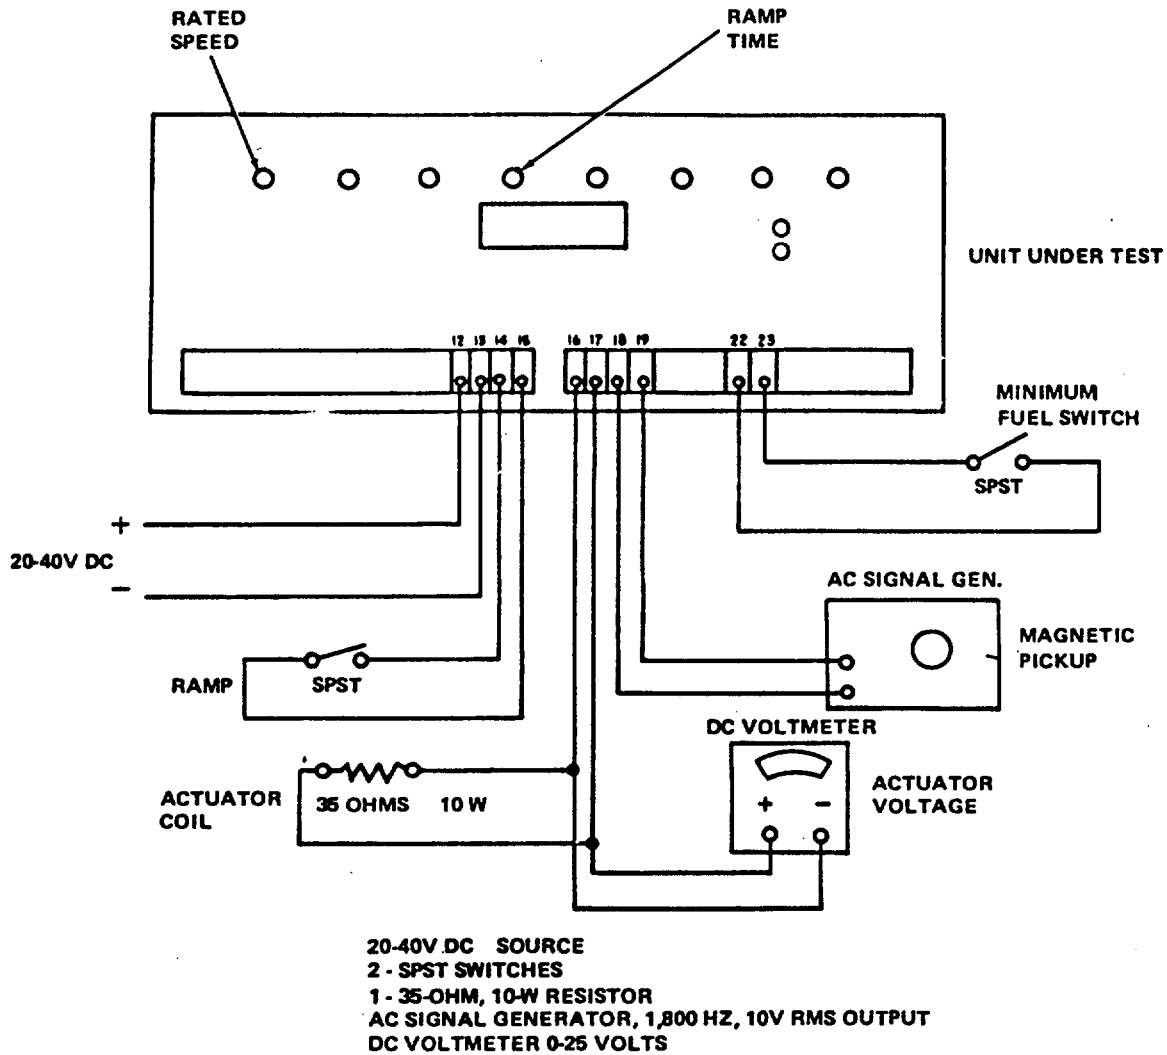 RATED
SPEED
RAMP
TIME
UNIT UNDER TEST
12 13 14 15 16 17 18 19 22 23
MINIMUM
FUEL SWITCH
SPST
+
20-40V DC
−
AC SIGNAL GEN.
MAGNETIC
PICKUP
RAMP
SPST
DC VOLTMETER
ACTUATOR
VOLTAGE
+ −
ACTUATOR
COIL
35 OHMS 10 W
20-40V DC SOURCE
2 - SPST SWITCHES
1 - 35-OHM, 10-W RESISTOR
AC SIGNAL GENERATOR, 1,800 HZ, 10V RMS OUTPUT
DC VOLTMETER 0-25 VOLTS